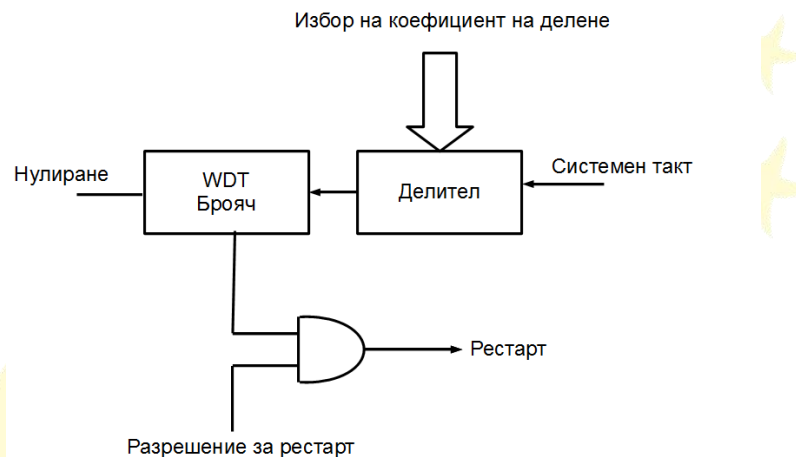 Избор на коефициент на делене
Нулиране
WDT
Брояч
Делител
Системен такт
Рестарт
Разрешение за рестарт